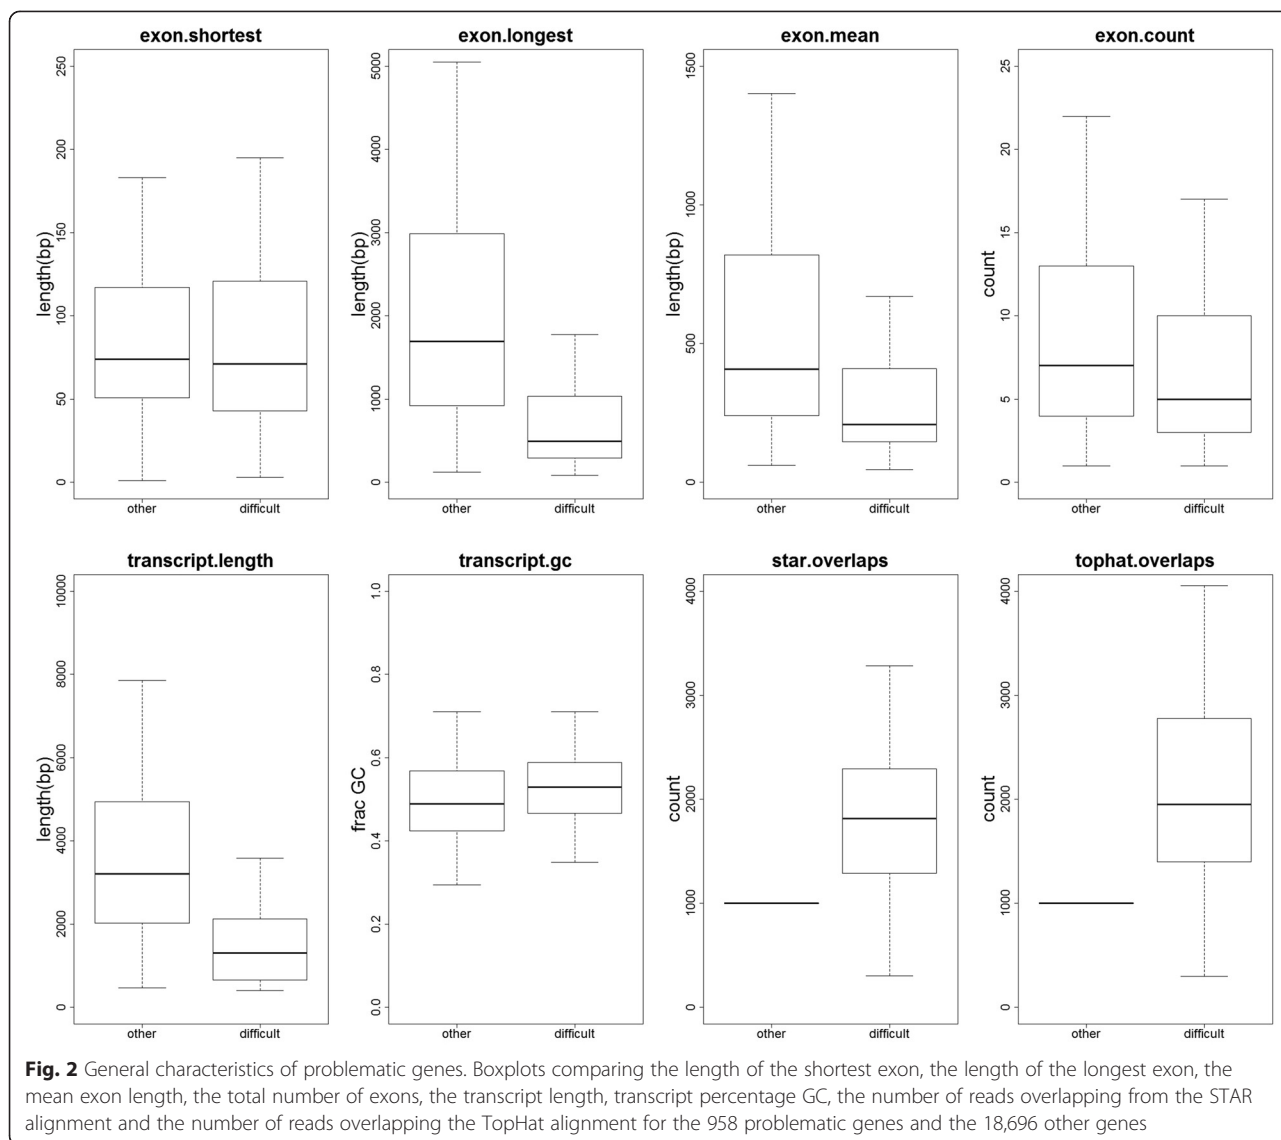 exon.shortest
length(bp)
0 50 100 150 200 250
other difficult
exon.longest
length(bp)
0 1000 2000 3000 4000 5000
other difficult
exon.mean
length(bp)
0 500 1000 1500
other difficult
exon.count
count
0 5 10 15 20 25
other difficult
transcript.length
length(bp)
0 2000 4000 6000 8000 10000
other difficult
transcript.gc
frac GC
0.0 0.2 0.4 0.6 0.8 1.0
other difficult
star.overlaps
count
0 1000 2000 3000 4000
other difficult
tophat.overlaps
count
0 1000 2000 3000 4000
other difficult
Fig. 2 General characteristics of problematic genes. Boxplots comparing the length of the shortest exon, the length of the longest exon, the
mean exon length, the total number of exons, the transcript length, transcript percentage GC, the number of reads overlapping from the STAR
alignment and the number of reads overlapping the TopHat alignment for the 958 problematic genes and the 18,696 other genes